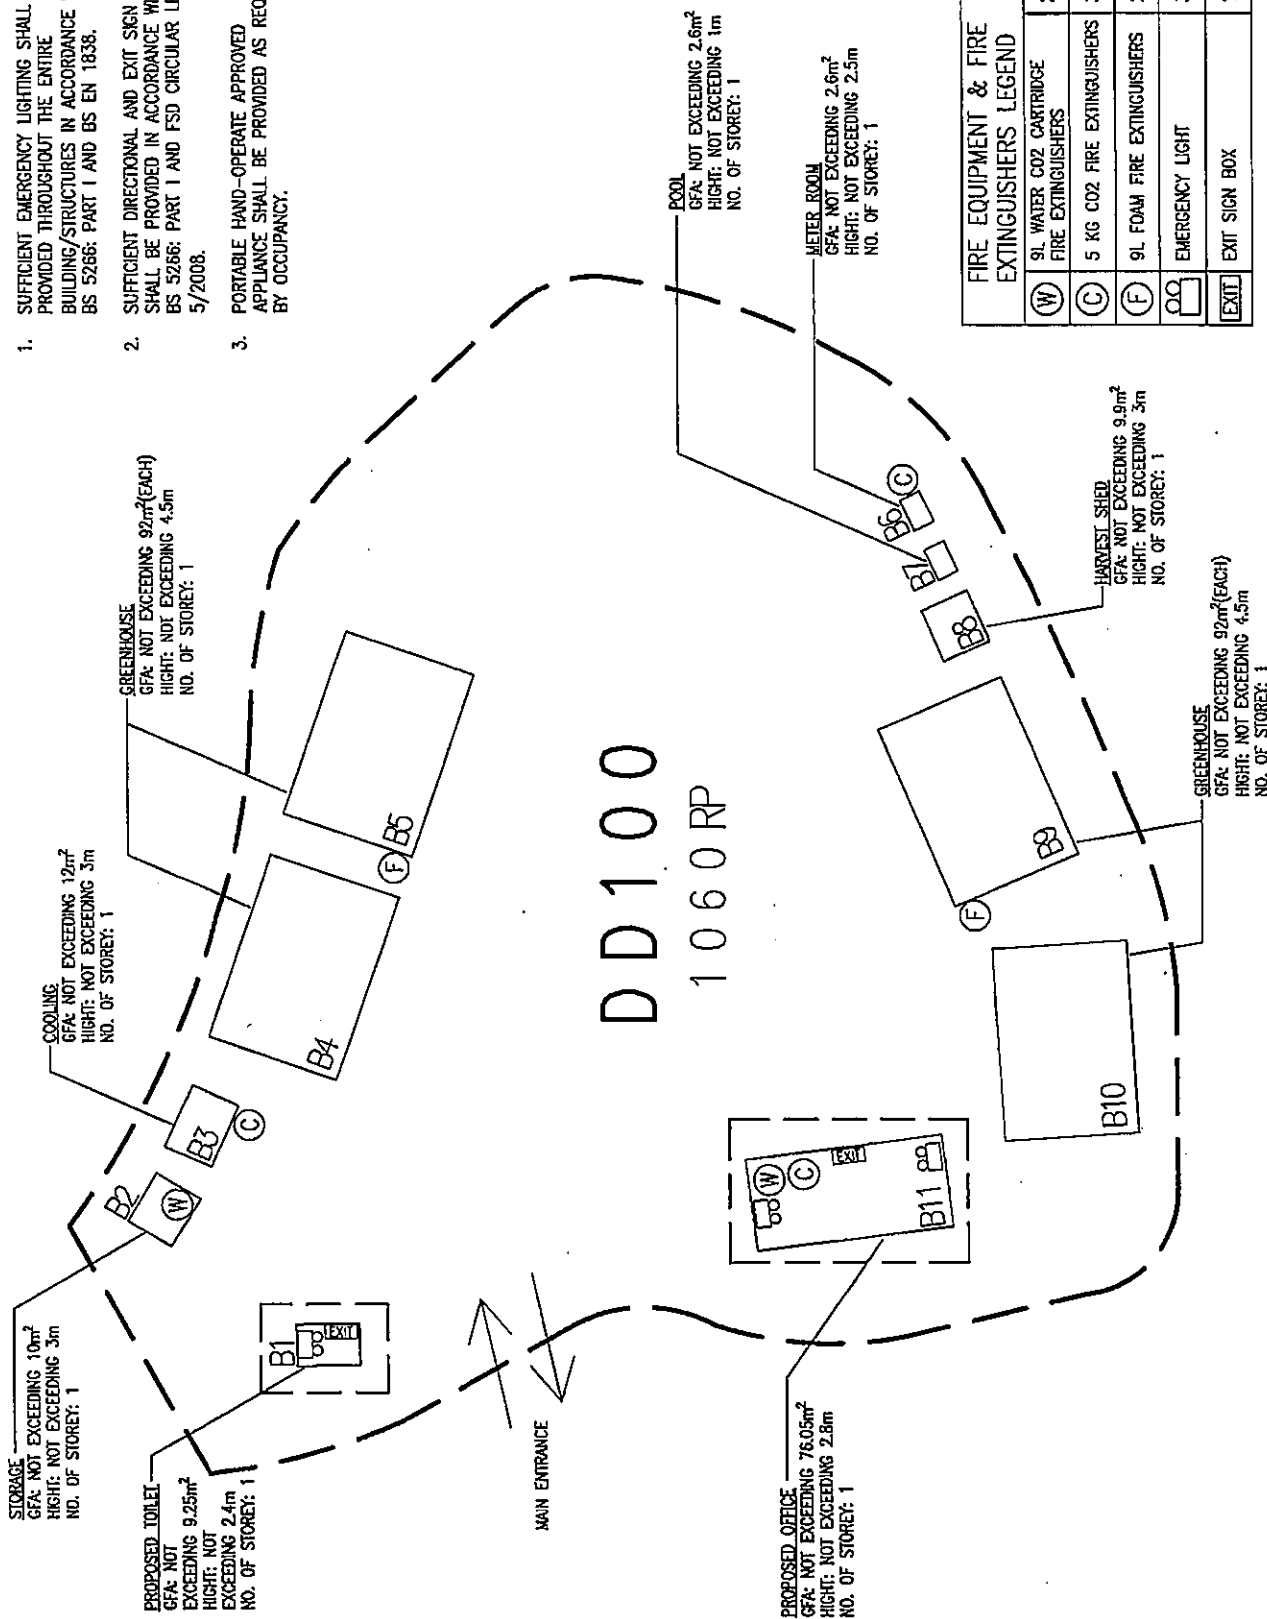 1. SUFFICIENT EMERGENCY LIGHTING SHALL
PROVIDED THROUGHOUT THE ENTIRE
BUILDING/STRUCTURES IN ACCORDANCE
BS 5266: PART I AND BS EN 1838.
2. SUFFICIENT DIRECTIONAL AND EXIT SIGN
SHALL BE PROVIDED IN ACCORDANCE
BS 5266: PART I AND FSD CIRCULAR
5/2008.
3. PORTABLE HAND-OPERATE APPROVED
APPLIANCE SHALL BE PROVIDED AS
BY OCCUPANCY.
STORAGE
GFA: NOT EXCEEDING 10m²
HIGHT: NOT EXCEEDING 3m
NO. OF STOREY: 1
COOLING
GFA: NOT EXCEEDING 12m²
HIGHT: NOT EXCEEDING 3m
NO. OF STOREY: 1
GREENHOUSE
GFA: NOT EXCEEDING 92m²(EACH)
HIGHT: NOT EXCEEDING 4.5m
NO. OF STOREY: 1
PROPOSED TOILET
GFA: NOT
EXCEEDING 9.25m²
HIGHT: NOT
EXCEEDING 2.4m
NO. OF STOREY: 1
B1
EXIT
B2
W
B3
C
B4
B5
F
MAIN ENTRANCE
DD100
1060RP
POOL
GFA: NOT EXCEEDING 2.6m²
HIGHT: NOT EXCEEDING 1m
NO. OF STOREY: 1
METER ROOM
GFA: NOT EXCEEDING 2.6m²
HIGHT: NOT EXCEEDING 2.5m
NO. OF STOREY: 1
B6
C
B7
B8
B9
F
B10
W
C
EXIT
B11
PROPOSED OFFICE
GFA: NOT EXCEEDING 76.05m²
HIGHT: NOT EXCEEDING 2.8m
NO. OF STOREY: 1
HARVEST SHED
GFA: NOT EXCEEDING 9.9m²
HIGHT: NOT EXCEEDING 3m
NO. OF STOREY: 1
GREENHOUSE
GFA: NOT EXCEEDING 92m²(EACH)
HIGHT: NOT EXCEEDING 4.5m
NO. OF STOREY: 1
FIRE EQUIPMENT & FIRE
EXTINGUISHERS LEGEND
W 9L WATER CO2 CARTRIDGE
FIRE EXTINGUISHERS
C 5 KG CO2 FIRE EXTINGUISHERS
F 9L FOAM FIRE EXTINGUISHERS
EMERGENCY LIGHT
EXIT EXIT SIGN BOX